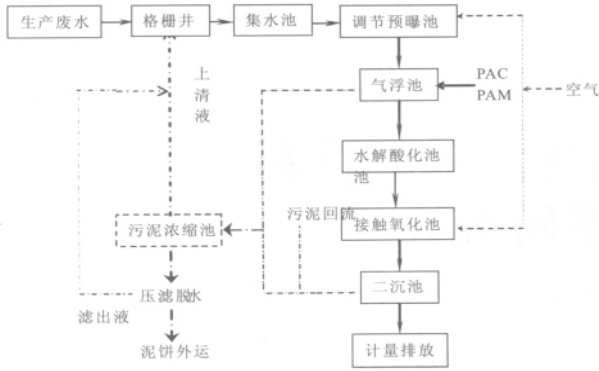 生产废水
格栅井
集水池
调节预曝池
上
清
液
气浮池
PAC
PAM
空气
水解酸化池
池
污泥回流
污泥浓缩池
接触氧化池
压滤脱水
二沉池
滤出液
泥饼外运
计量排放